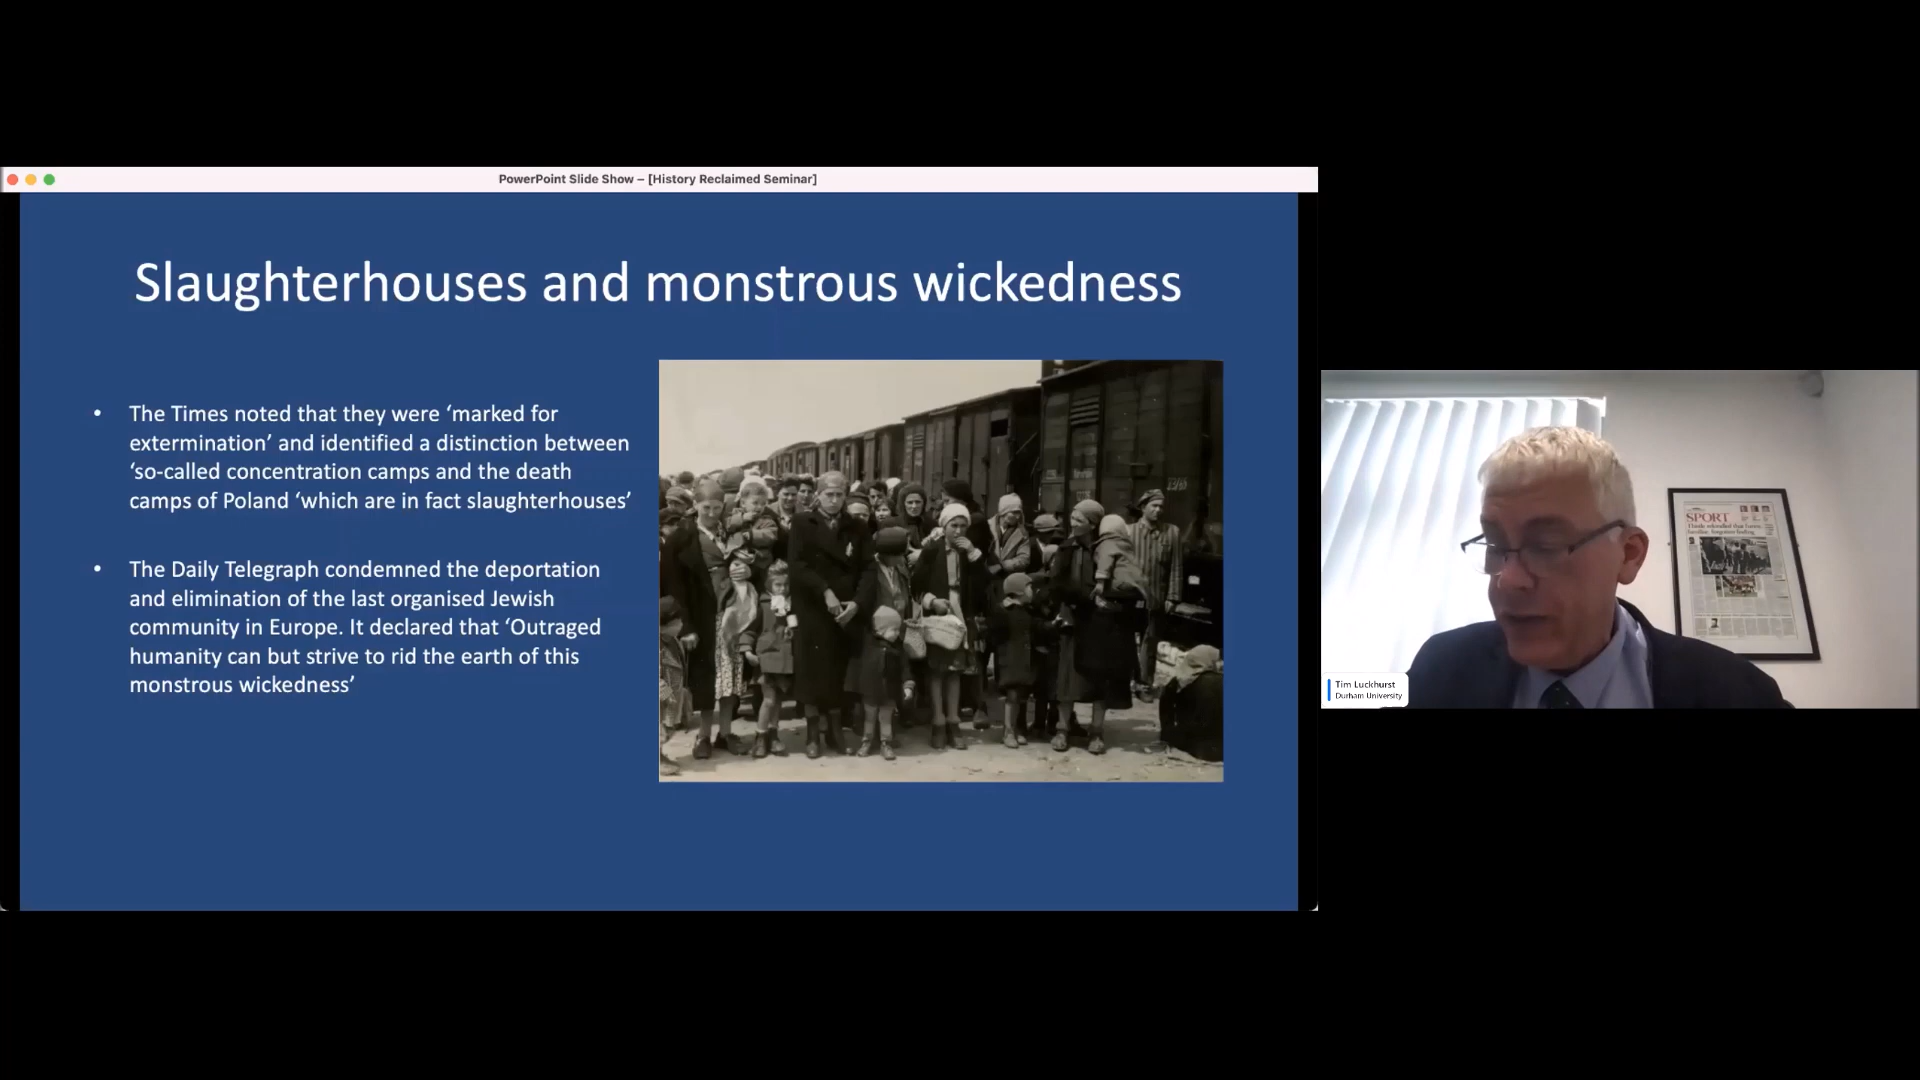 PowerPoint Slide Show – [History Reclaimed Seminar]
Slaughterhouses and monstrous wickedness
• The Times noted that they were ‘marked for
extermination’ and identified a distinction between
‘so-called concentration camps and the death
camps of Poland ‘which are in fact slaughterhouses’
• The Daily Telegraph condemned the deportation
and elimination of the last organised Jewish
community in Europe. It declared that ‘Outraged
humanity can but strive to rid the earth of this
monstrous wickedness’
SPORT
Tim Luckhurst
Durham University